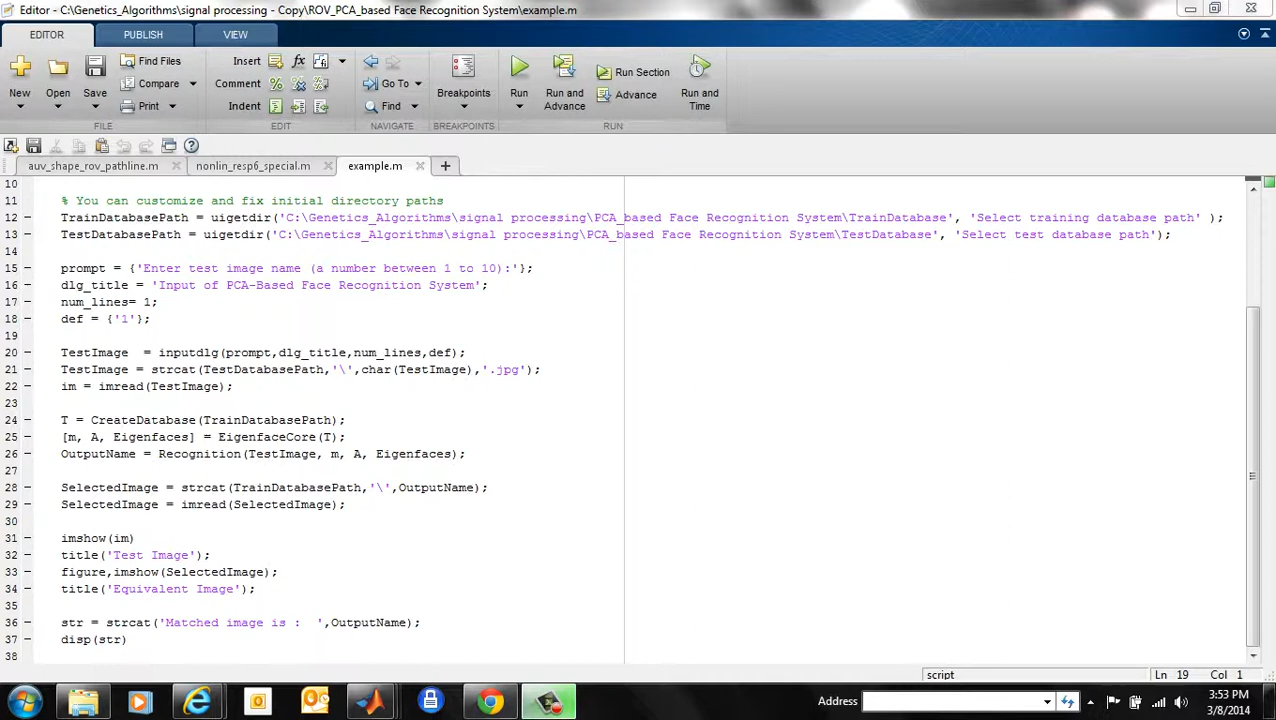 Editor - C:\Genetics_Algorithms\signal processing - Copy\ROV_PCA_based Face Recognition System\example.m
EDITOR PUBLISH VIEW
New Open Save Find Files Compare Print
Insert Comment Indent
Go To Find
Breakpoints
Run Run and Advance Run Section Advance Run and Time
FILE EDIT NAVIGATE BREAKPOINTS RUN
auv_shape_rov_pathline.m nonlin_resp6_special.m example.m
10
11 % You can customize and fix initial directory paths
12 TrainDatabasePath = uigetdir('C:\Genetics_Algorithms\signal processing\PCA_based Face Recognition System\TrainDatabase', 'Select training database path' );
13 TestDatabasePath = uigetdir('C:\Genetics_Algorithms\signal processing\PCA_based Face Recognition System\TestDatabase', 'Select test database path');
14
15 prompt = {'Enter test image name (a number between 1 to 10):'};
16 dlg_title = 'Input of PCA-Based Face Recognition System';
17 num_lines= 1;
18 def = {'1'};
19
20 TestImage  = inputdlg(prompt,dlg_title,num_lines,def);
21 TestImage = strcat(TestDatabasePath,'\',char(TestImage),'.jpg');
22 im = imread(TestImage);
23
24 T = CreateDatabase(TrainDatabasePath);
25 [m, A, Eigenfaces] = EigenfaceCore(T);
26 OutputName = Recognition(TestImage, m, A, Eigenfaces);
27
28 SelectedImage = strcat(TrainDatabasePath,'\',OutputName);
29 SelectedImage = imread(SelectedImage);
30
31 imshow(im)
32 title('Test Image');
33 figure,imshow(SelectedImage);
34 title('Equivalent Image');
35
36 str = strcat('Matched image is :  ',OutputName);
37 disp(str)
38
script Ln 19 Col 1
Address
3:53 PM
3/8/2014